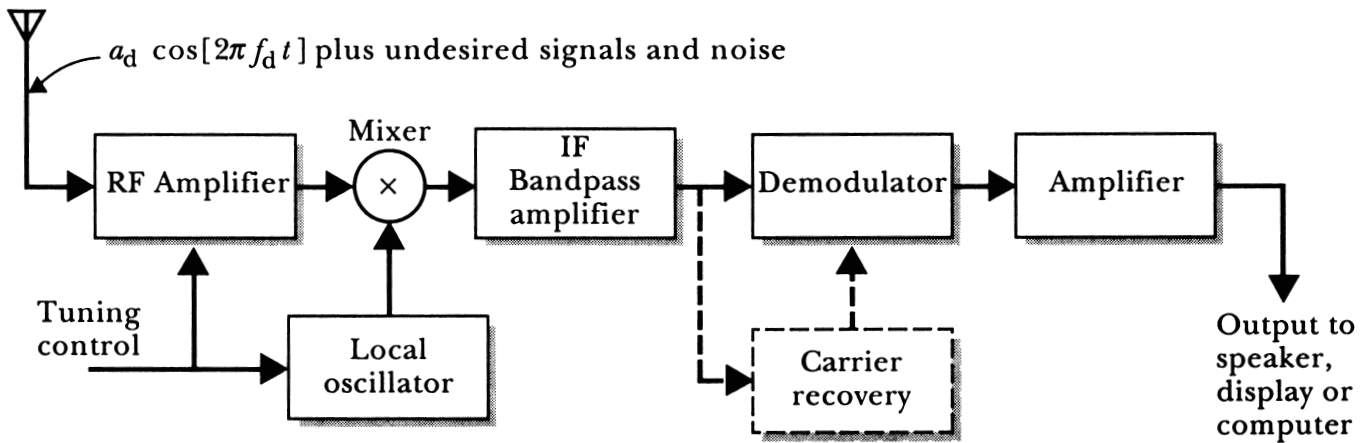 a_d cos[2π f_d t] plus undesired signals and noise
Mixer
RF Amplifier
×
IF
Bandpass
amplifier
Demodulator
Amplifier
Tuning
control
Local
oscillator
Carrier
recovery
Output to
speaker,
display or
computer